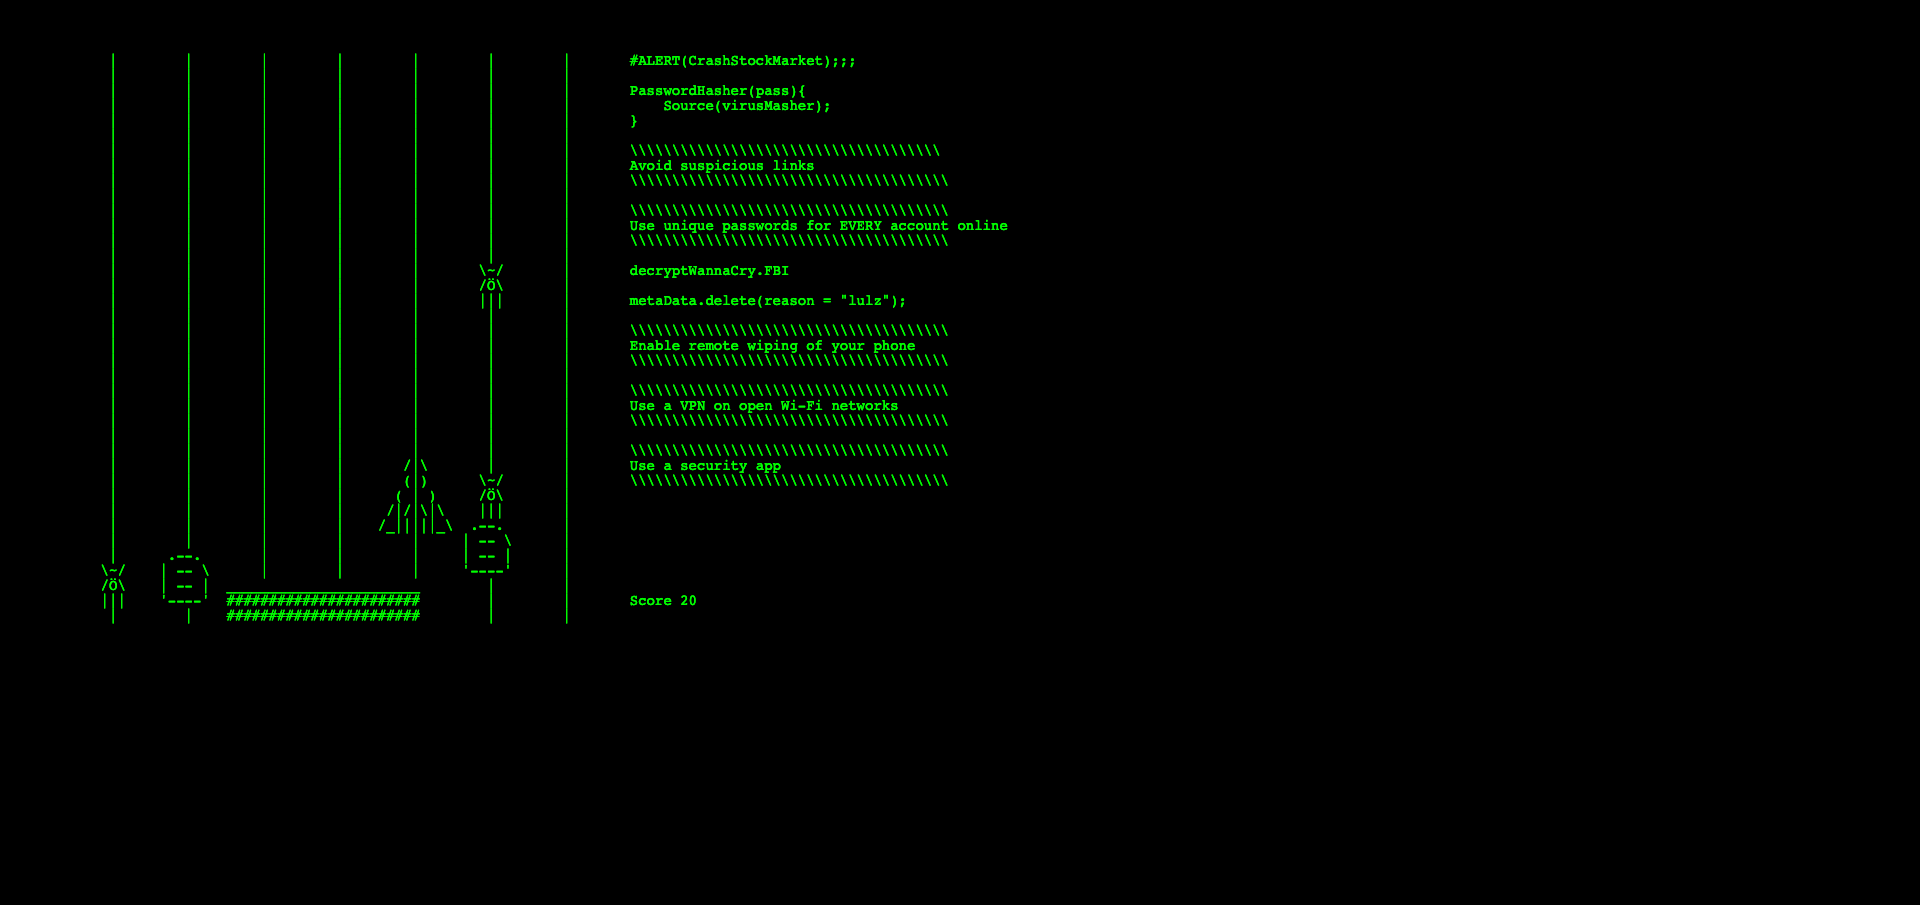 #ALERT(CrashStockMarket);;;
PasswordHasher(pass){
    Source(virusMasher);
}
\\\\\\\\\\\\\\\\\\\\\\\\\\\\\\\\\\\\\
Avoid suspicious links
\\\\\\\\\\\\\\\\\\\\\\\\\\\\\\\\\\\\\\
\\\\\\\\\\\\\\\\\\\\\\\\\\\\\\\\\\\\\\
Use unique passwords for EVERY account online
\\\\\\\\\\\\\\\\\\\\\\\\\\\\\\\\\\\\\\
decryptWannaCry.FBI
metaData.delete(reason = "lulz");
\\\\\\\\\\\\\\\\\\\\\\\\\\\\\\\\\\\\\\
Enable remote wiping of your phone
\\\\\\\\\\\\\\\\\\\\\\\\\\\\\\\\\\\\\\
\\\\\\\\\\\\\\\\\\\\\\\\\\\\\\\\\\\\\\
Use a VPN on open Wi-Fi networks
\\\\\\\\\\\\\\\\\\\\\\\\\\\\\\\\\\\\\\
\\\\\\\\\\\\\\\\\\\\\\\\\\\\\\\\\\\\\\
Use a security app
\\\\\\\\\\\\\\\\\\\\\\\\\\\\\\\\\\\\\\
Score 20